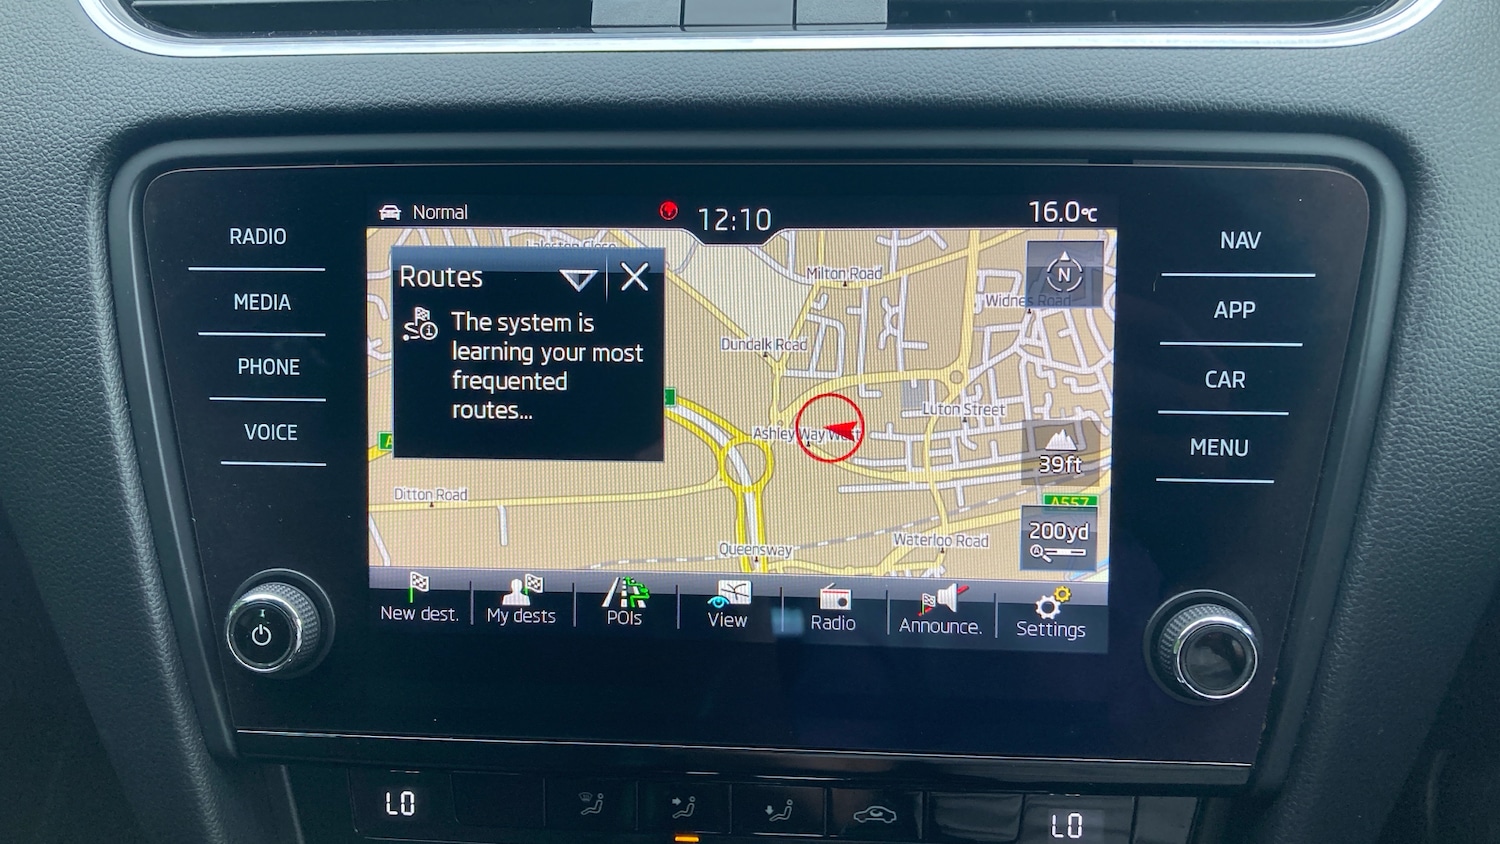 RADIO
MEDIA
PHONE
VOICE
Normal
12:10
16.0°C
Routes
The system is
learning your most
frequented
routes...
Milton Road
N
Widnes Road
Dundalk Road
Luton Street
Ashley Way West
39ft
Ditton Road
A557
200yd
Waterloo Road
Queensway
New dest.
My dests
POIs
View
Radio
Announce.
Settings
NAV
APP
CAR
MENU
LO
LO